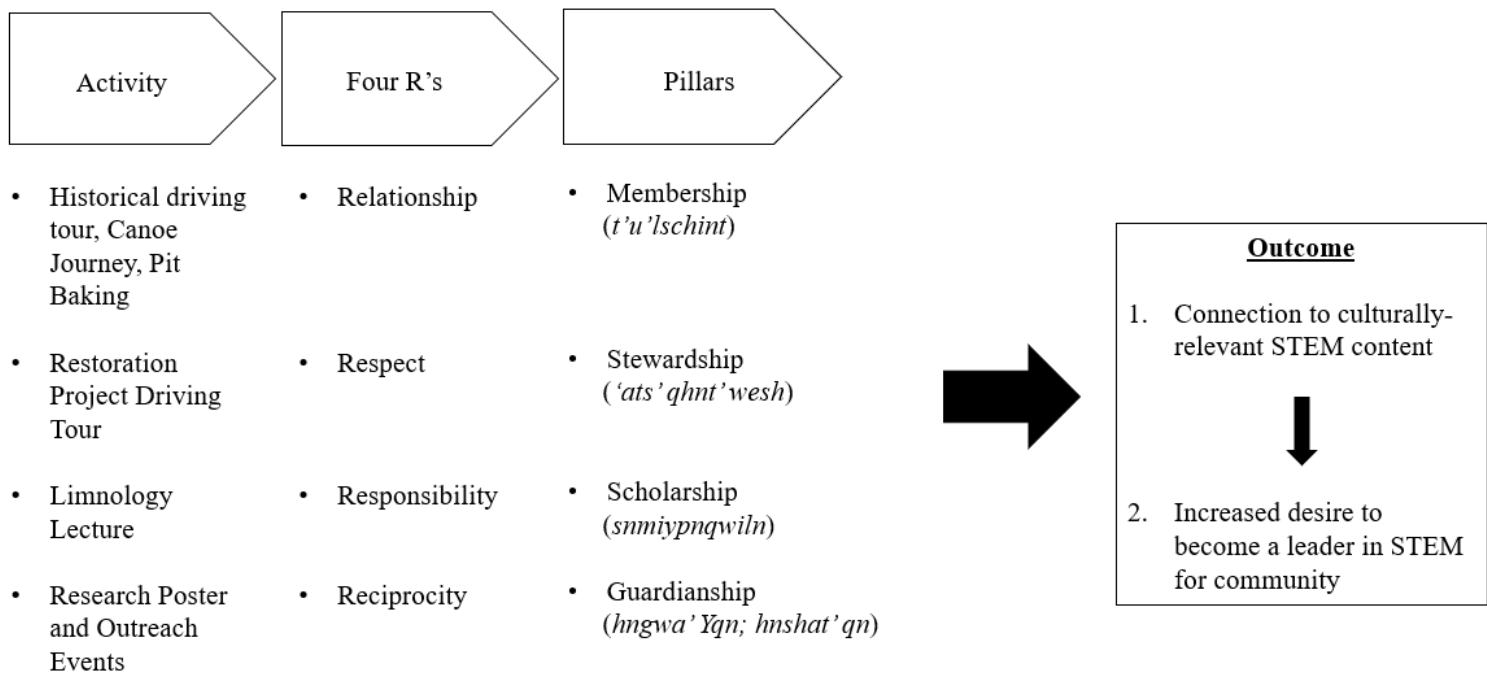 Activity
Four R’s
Pillars
• Historical driving
tour, Canoe
Journey, Pit
Baking
• Relationship
• Membership
(t’u’lschint)
• Restoration
Project Driving
Tour
• Respect
• Stewardship
(‘ats’qhnt’wesh)
• Limnology
Lecture
• Responsibility
• Scholarship
(snmiypnqwiln)
• Research Poster
and Outreach
Events
• Reciprocity
• Guardianship
(hngwa’Yqn; hnshat’qn)
Outcome
1. Connection to culturally-
relevant STEM content
2. Increased desire to
become a leader in STEM
for community